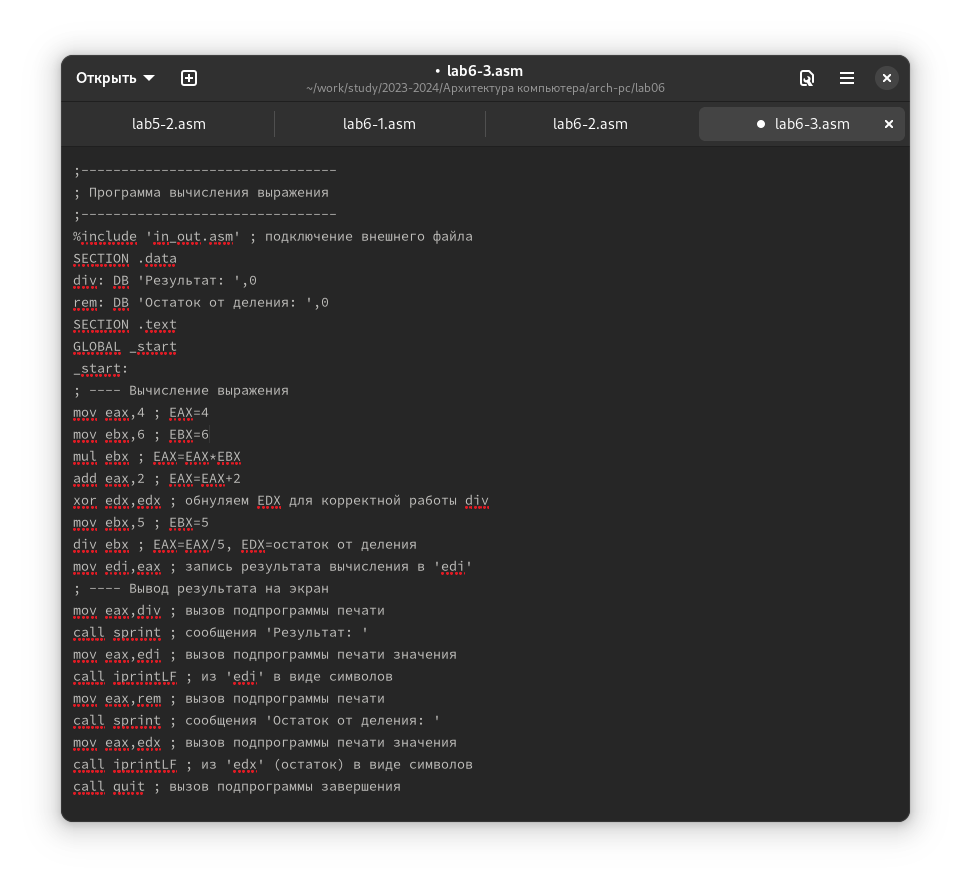 Открыть
• lab6-3.asm
~/work/study/2023-2024/Архитектура компьютера/arch-pc/lab06
lab5-2.asm lab6-1.asm lab6-2.asm ● lab6-3.asm
;--------------------------------
; Программа вычисления выражения
;--------------------------------
%include 'in_out.asm' ; подключение внешнего файла
SECTION .data
div: DB 'Результат: ',0
rem: DB 'Остаток от деления: ',0
SECTION .text
GLOBAL _start
_start:
; ---- Вычисление выражения
mov eax,4 ; EAX=4
mov ebx,6 ; EBX=6
mul ebx ; EAX=EAX*EBX
add eax,2 ; EAX=EAX+2
xor edx,edx ; обнуляем EDX для корректной работы div
mov ebx,5 ; EBX=5
div ebx ; EAX=EAX/5, EDX=остаток от деления
mov edi,eax ; запись результата вычисления в 'edi'
; ---- Вывод результата на экран
mov eax,div ; вызов подпрограммы печати
call sprint ; сообщения 'Результат: '
mov eax,edi ; вызов подпрограммы печати значения
call iprintLF ; из 'edi' в виде символов
mov eax,rem ; вызов подпрограммы печати
call sprint ; сообщения 'Остаток от деления: '
mov eax,edx ; вызов подпрограммы печати значения
call iprintLF ; из 'edx' (остаток) в виде символов
call quit ; вызов подпрограммы завершения